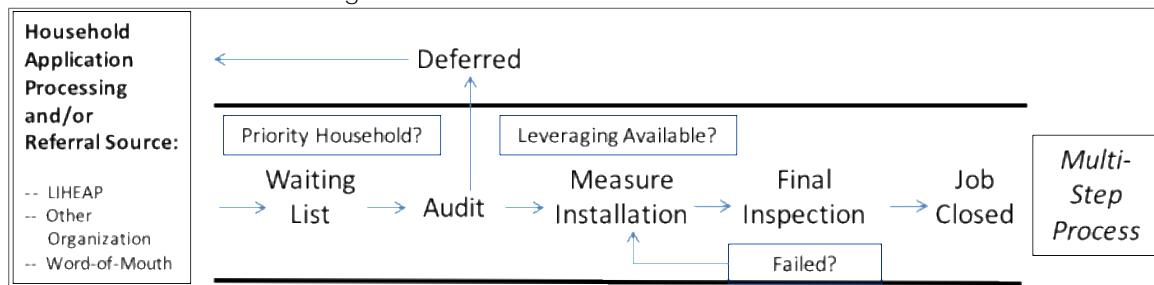 Household
Application
Processing
and/or
Referral Source:
-- LIHEAP
-- Other
Organization
-- Word-of-Mouth
Deferred
Priority Household?
Leveraging Available?
Waiting
List
Audit
Measure
Installation
Final
Inspection
Job
Closed
Failed?
Multi-
Step
Process